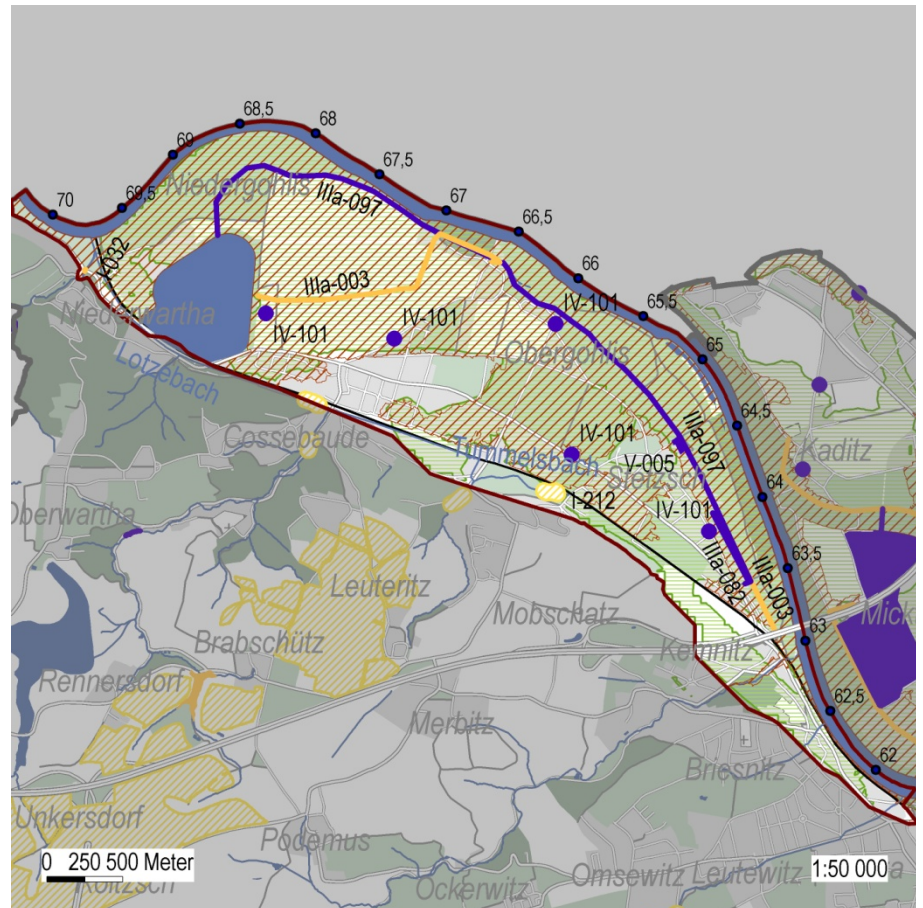 68,5
68
69
67,5
Niedergohlis
IIIa-097
67
69,5
70
66,5
I-032
66
IIIa-003
IV-101
65,5
Niederwartha
IV-101
IV-101
65
Obergohlis
Lotzebach
64,5
Cossebaude
IV-101
Tummelsbach
IIIa-097
Kaditz
V-005
Stetzsch
I-212
64
IV-101
Oberwartha
IIIa-082
IIIa-003
63,5
Leuteritz
Mobschatz
63
Mick
Brabschütz
Kemnitz
Rennersdorf
62,5
Merbitz
62
Briesnitz
Unkersdorf
Podemus
0 250 500 Meter
Roitzsch
Ockerwitz
Omsewitz
Leutewitz
1:50 000